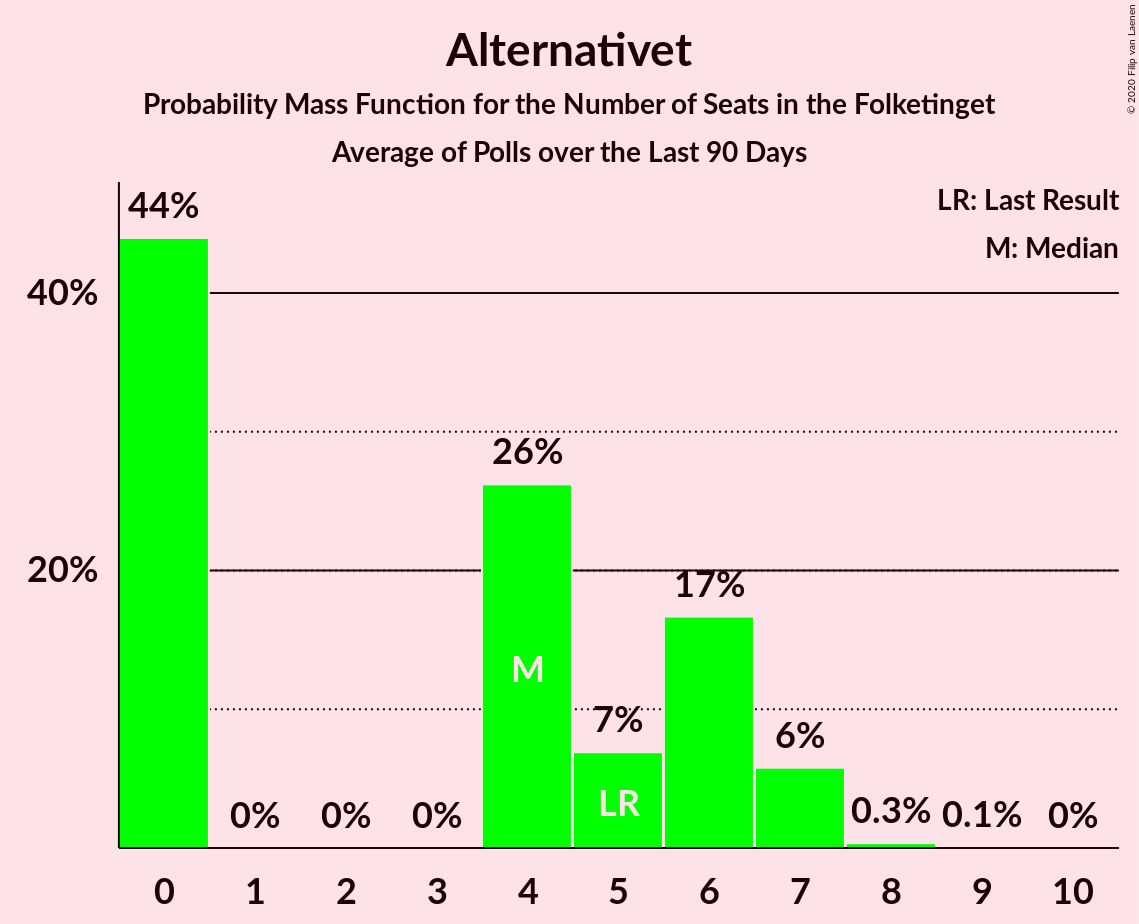 Alternativet
Probability Mass Function for the Number of Seats in the Folketinget
Average of Polls over the Last 90 Days
© 2020 Filip van Laenen
LR: Last Result
M: Median
44%
40%
26%
20%
17%
M
7%
6%
LR
0% 0% 0% 0.3% 0.1% 0%
0 1 2 3 4 5 6 7 8 9 10